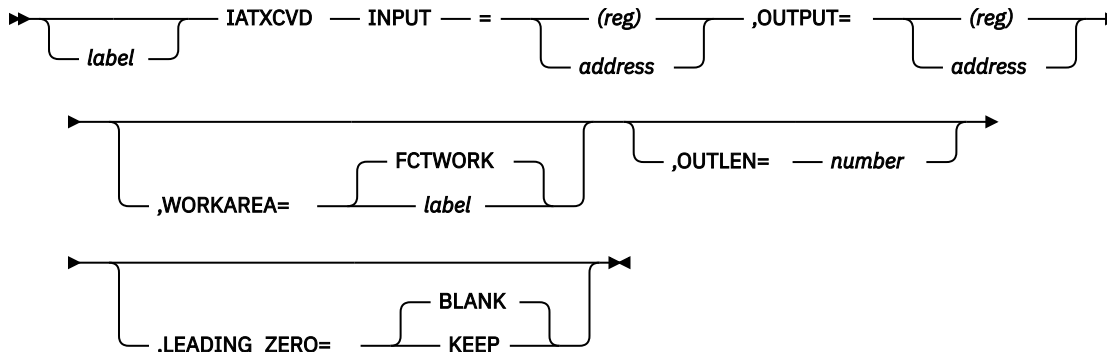 IATXCVD INPUT = (reg) ,OUTPUT= (reg)
label address address
FCTWORK ,OUTLEN= number
,WORKAREA= label
BLANK
,LEADING_ZERO= KEEP